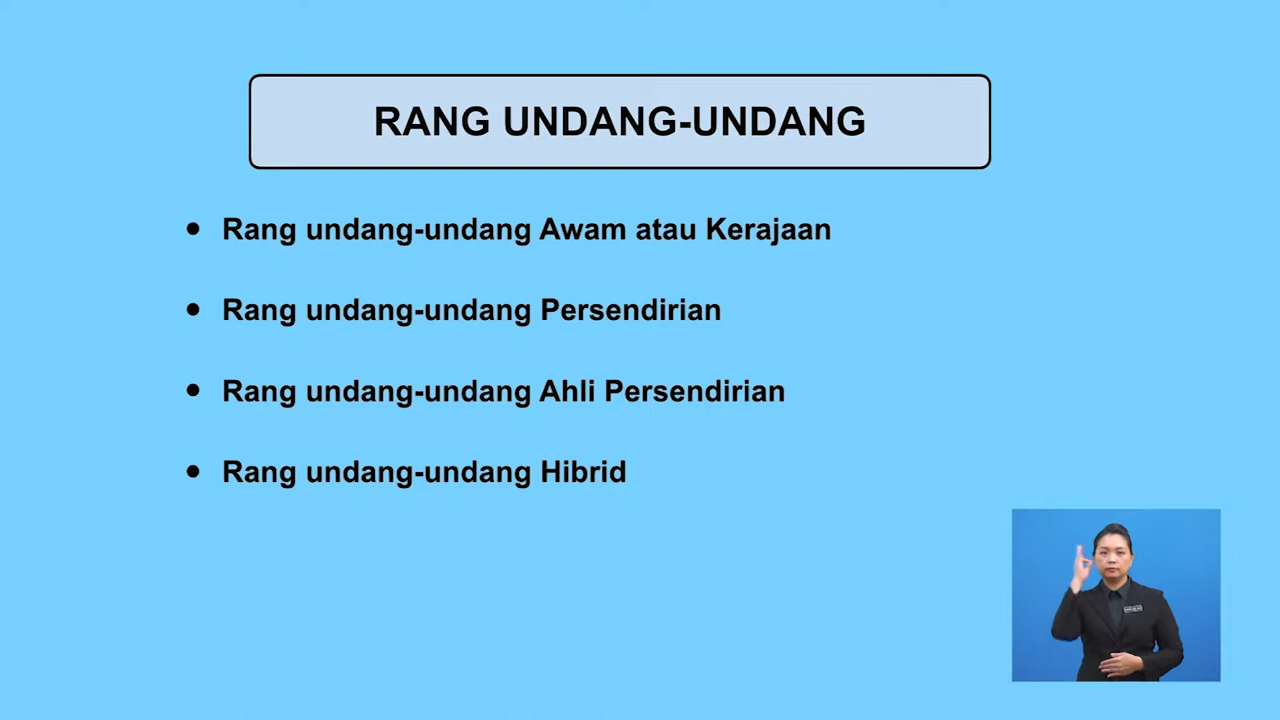 RANG UNDANG-UNDANG
• Rang undang-undang Awam atau Kerajaan
• Rang undang-undang Persendirian
• Rang undang-undang Ahli Persendirian
• Rang undang-undang Hibrid